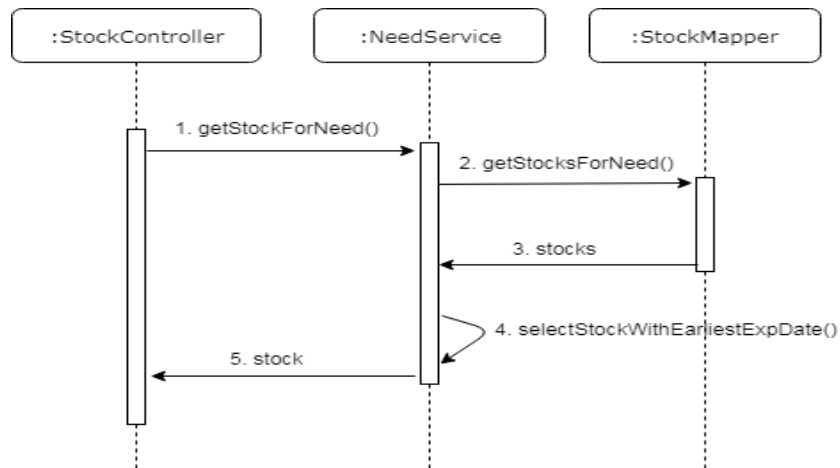 :StockController
:NeedService
:StockMapper
1. getStockForNeed()
2. getStocksForNeed()
3. stocks
4. selectStockWithEarliestExpDate()
5. stock